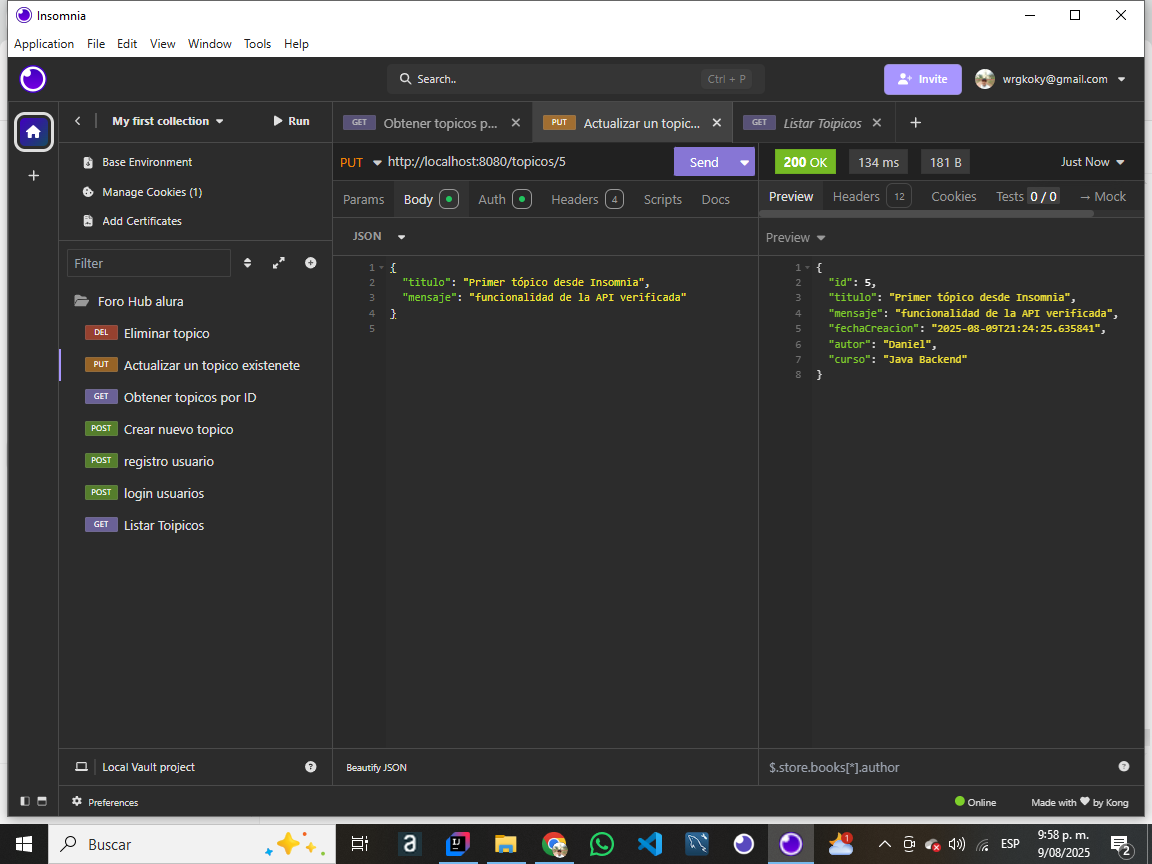 Insomnia
Application File Edit View Window Tools Help
Search.. Ctrl + P
Invite
wrgkoky@gmail.com
My first collection
Run
GET Obtener topicos p...
PUT Actualizar un topic...
GET Listar Toipicos
Base Environment
Manage Cookies (1)
Add Certificates
Filter
Foro Hub alura
DEL Eliminar topico
PUT Actualizar un topico existenete
GET Obtener topicos por ID
POST Crear nuevo topico
POST registro usuario
POST login usuarios
GET Listar Toipicos
PUT http://localhost:8080/topicos/5 Send
Params Body Auth Headers 4 Scripts Docs
JSON
1 {
2 "titulo": "Primer tópico desde Insomnia",
3 "mensaje": "funcionalidad de la API verificada"
4 }
5
200 OK 134 ms 181 B Just Now
Preview Headers 12 Cookies Tests 0 / 0 → Mock
Preview
1 {
2 "id": 5,
3 "titulo": "Primer tópico desde Insomnia",
4 "mensaje": "funcionalidad de la API verificada",
5 "fechaCreacion": "2025-08-09T21:24:25.635841",
6 "autor": "Daniel",
7 "curso": "Java Backend"
8 }
Local Vault project
Beautify JSON
$.store.books[*].author
Preferences
Online
Made with by Kong
Buscar
a
1
ESP
9:58 p. m.
9/08/2025
2